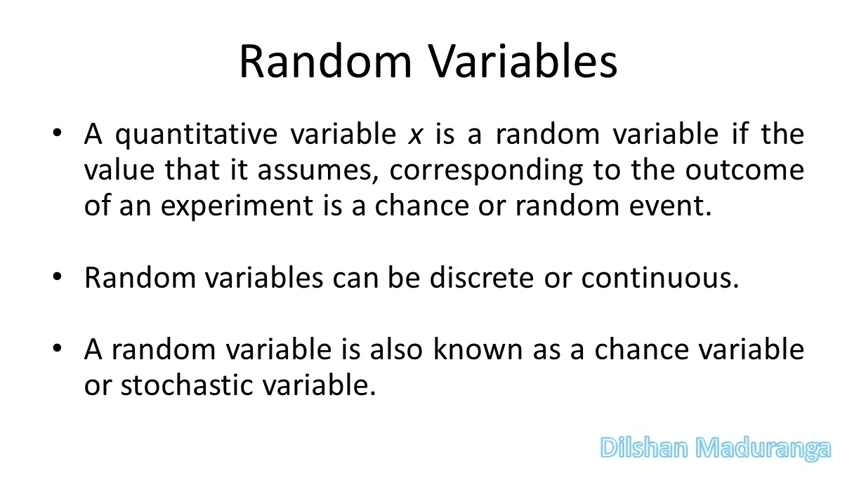 Random Variables
• A quantitative variable x is a random variable if the
value that it assumes, corresponding to the outcome
of an experiment is a chance or random event.
• Random variables can be discrete or continuous.
• A random variable is also known as a chance variable
or stochastic variable.
Dilshan Maduranga